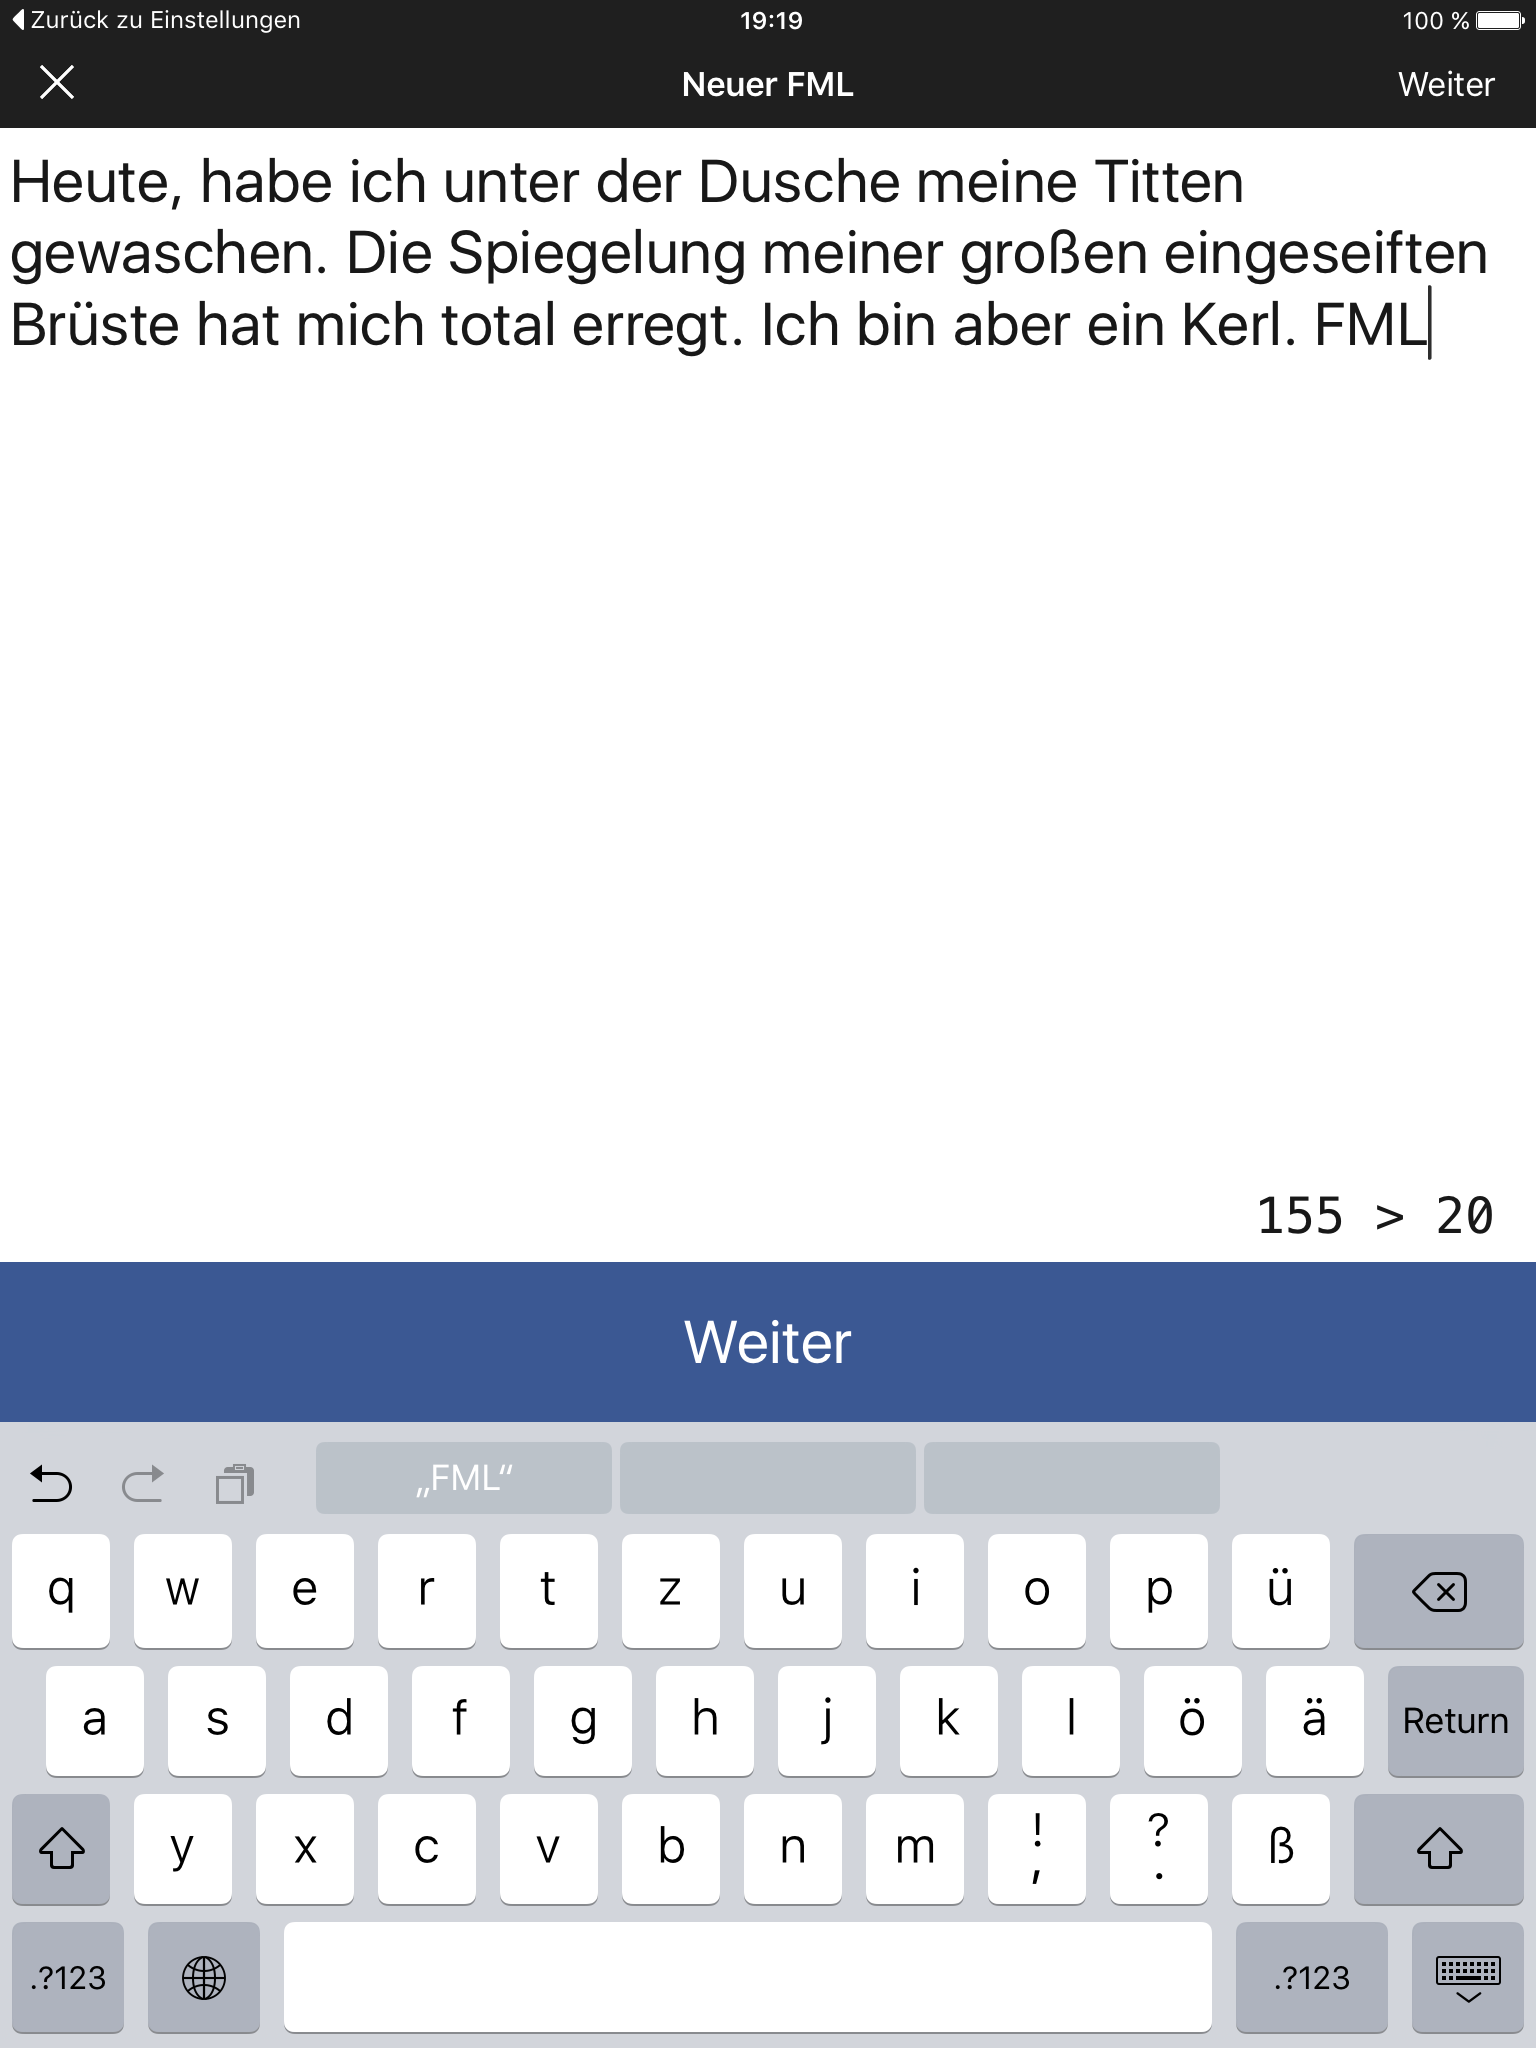 Zurück zu Einstellungen 19:19 100 %
Neuer FML Weiter
Heute, habe ich unter der Dusche meine Titten
gewaschen. Die Spiegelung meiner großen eingeseiften
Brüste hat mich total erregt. Ich bin aber ein Kerl. FML
155 > 20
Weiter
„FML“
q w e r t z u i o p ü
a s d f g h j k l ö ä Return
y x c v b n m ! , ? . ß
.?123 .?123